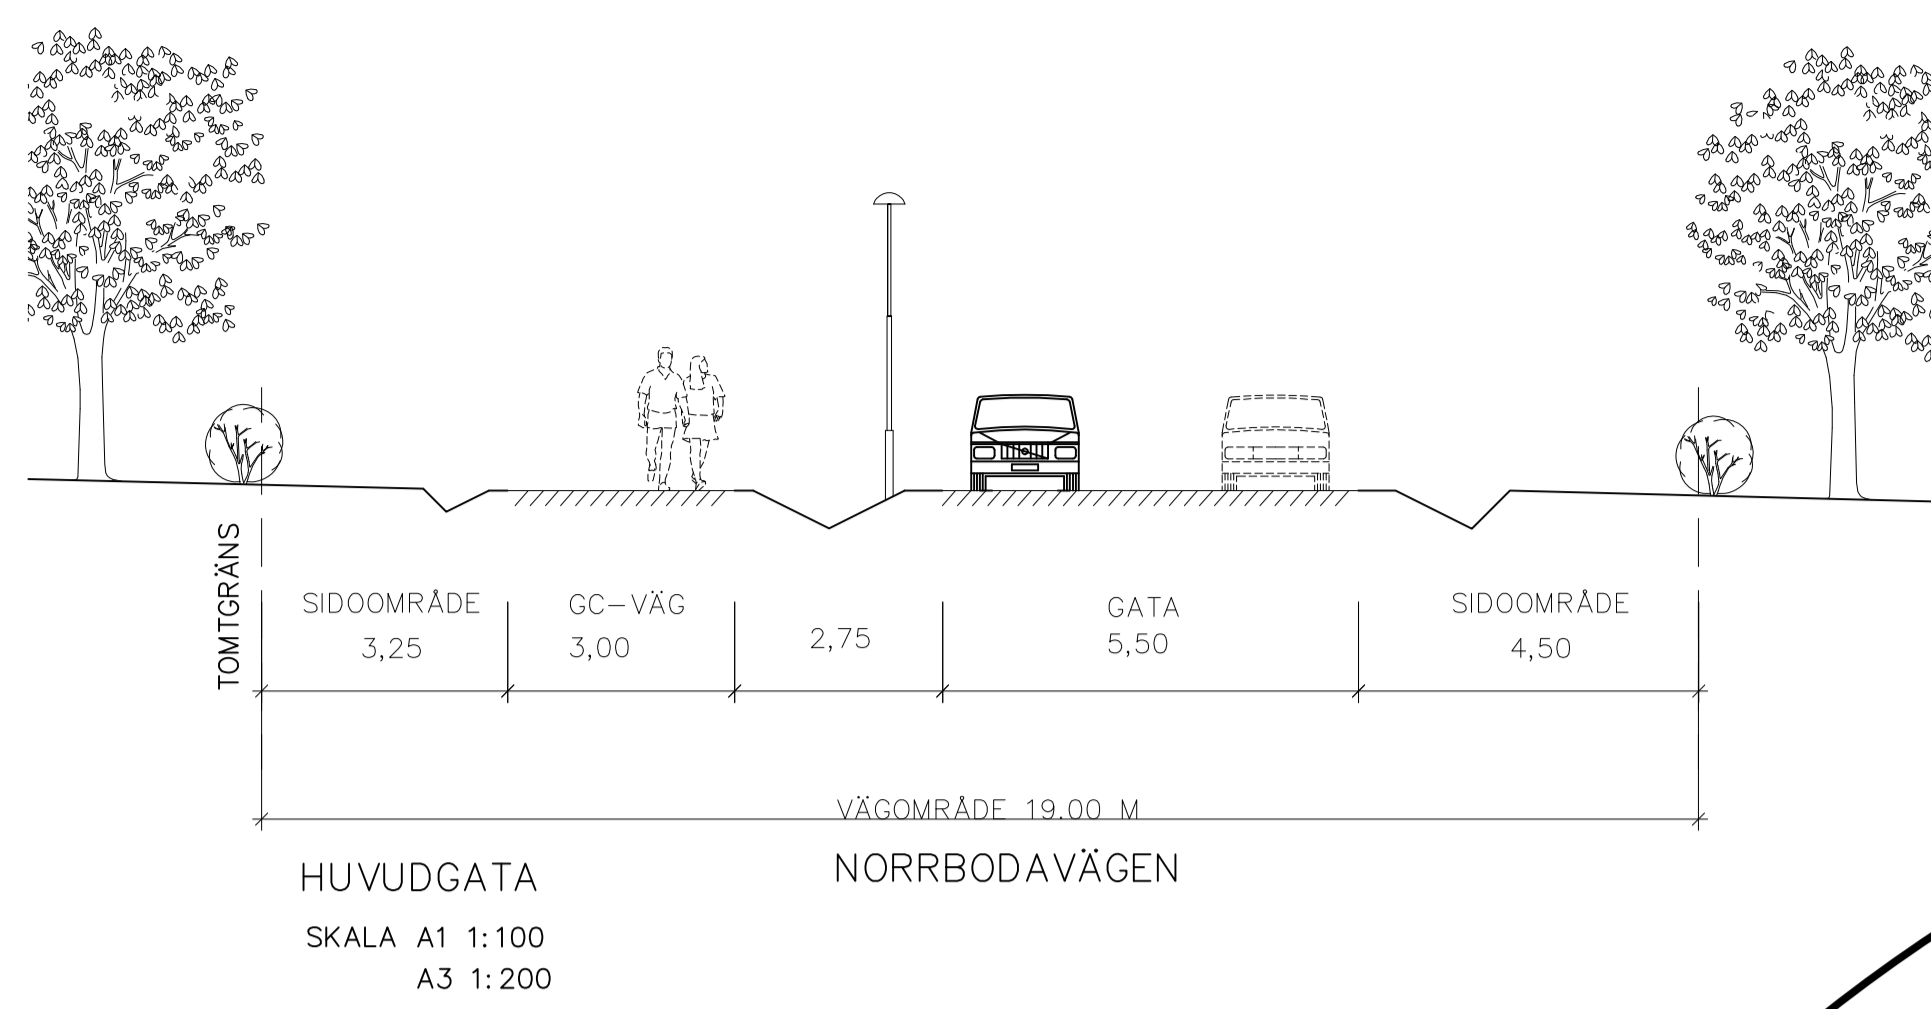 TOMTGRÄNS
SIDOOMRÅDE
3,25
GC-VÄG
3,00
2,75
GATA
5,50
SIDOOMRÅDE
4,50
VÄGOMRÅDE 19.00 M
HUVUDGATA
NORRBODAVÄGEN
SKALA A1 1:100
A3 1:200